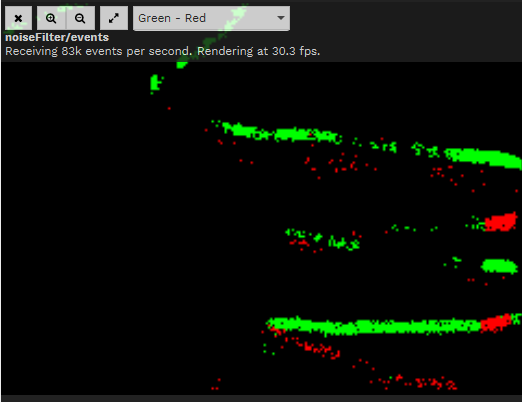 Green - Red
noiseFilter/events
Receiving 83k events per second. Rendering at 30.3 fps.